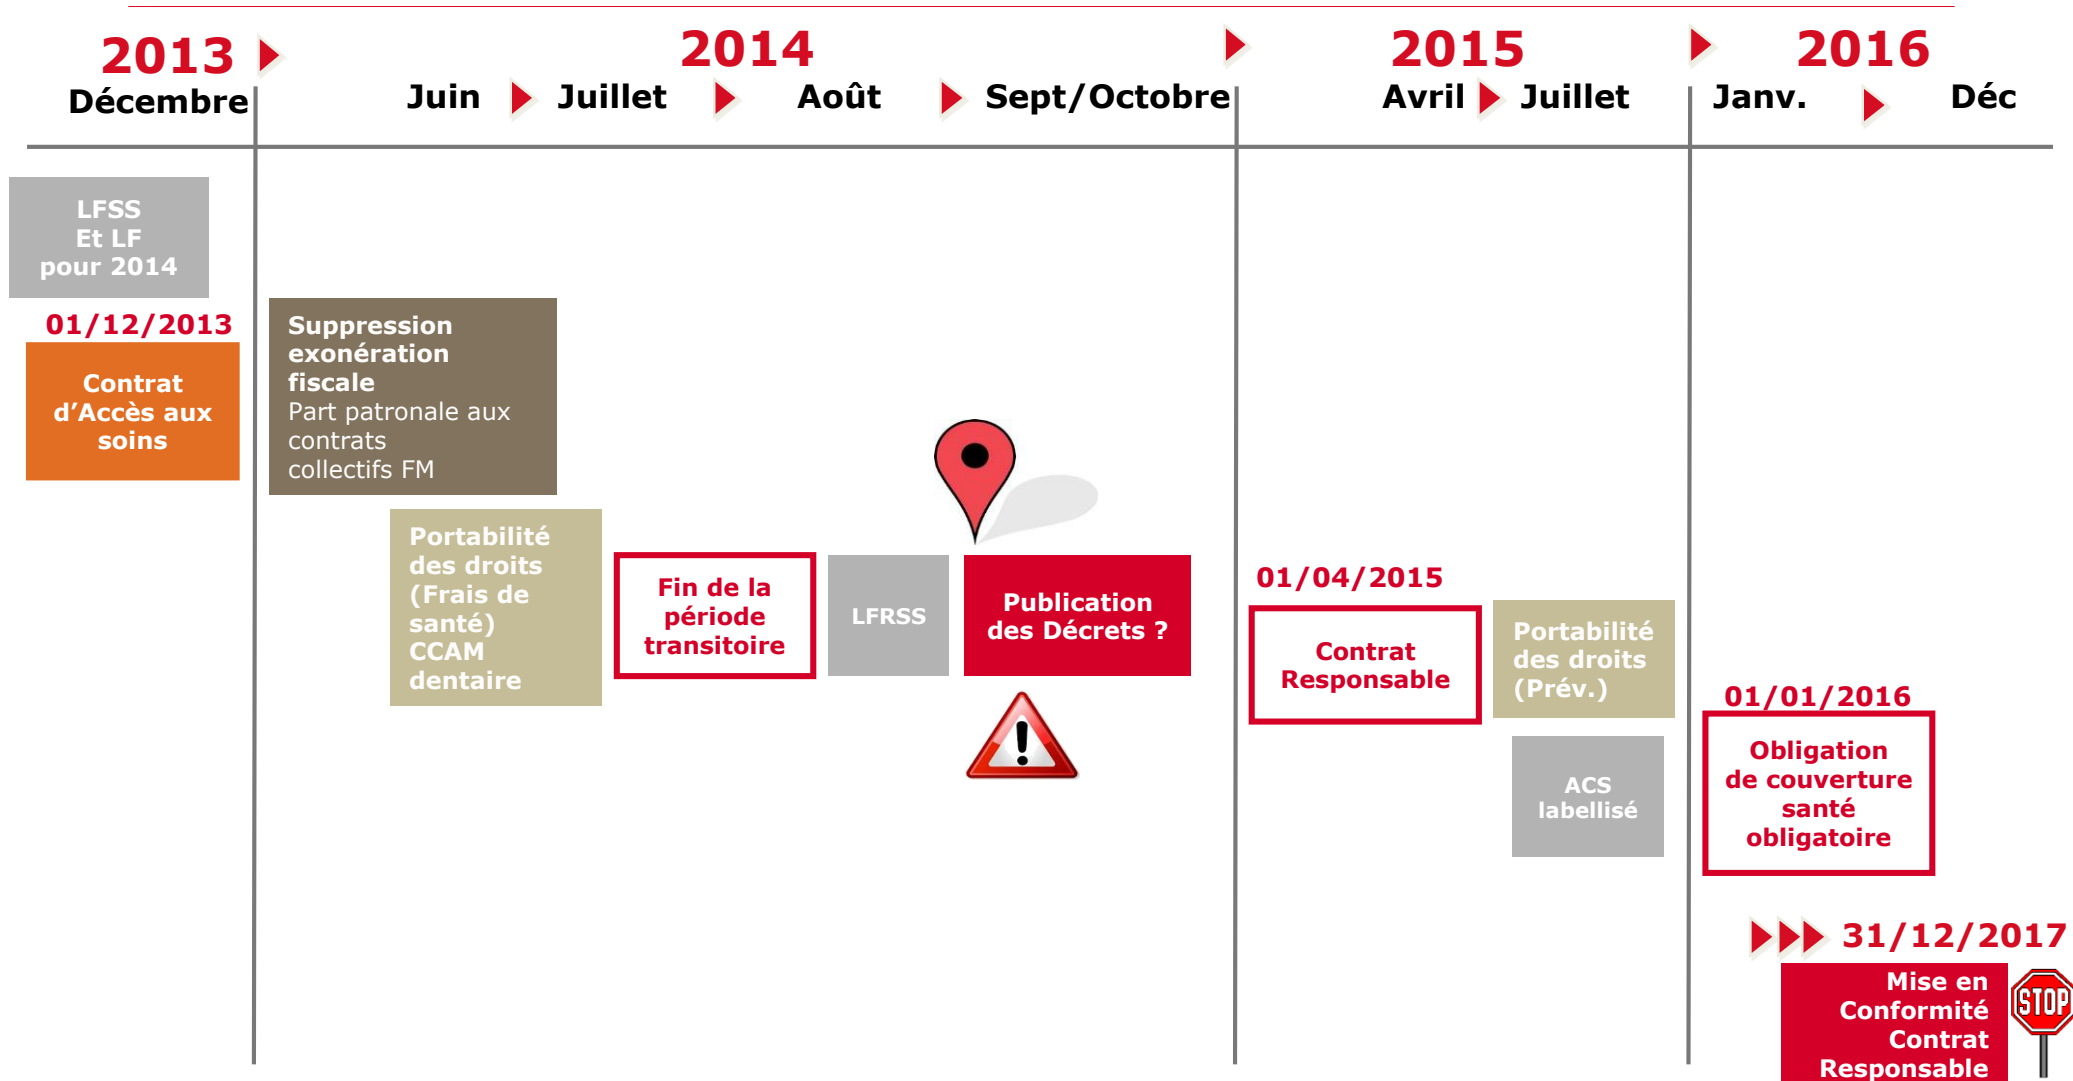 2013
2014
2015
2016
Décembre
Juin
Juillet
Août
Sept/Octobre
Avril
Juillet
Janv.
Déc
LFSS
Et LF
pour 2014
01/12/2013
Contrat
d’Accès aux
soins
Suppression
exonération
fiscale
Part patronale aux
contrats
collectifs FM
Portabilité
des droits
(Frais de
santé)
CCAM
dentaire
Fin de la
période
transitoire
LFRSS
Publication
des Décrets ?
01/04/2015
Contrat
Responsable
Portabilité
des droits
(Prév.)
ACS
labellisé
01/01/2016
Obligation
de couverture
santé
obligatoire
31/12/2017
Mise en
Conformité
Contrat
Responsable
STOP